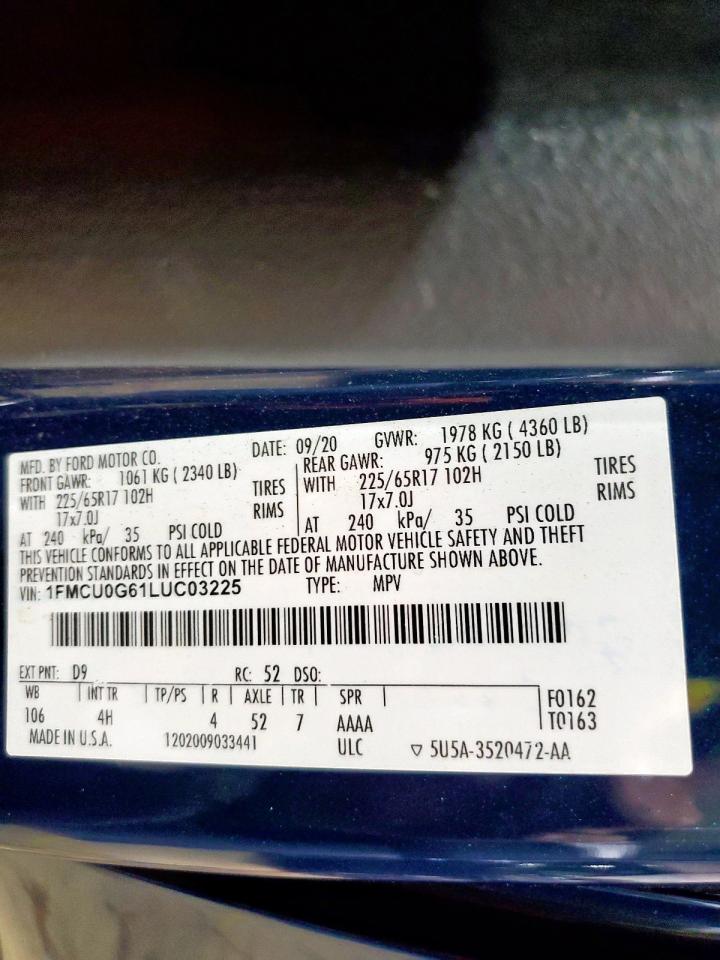 MFD. BY FORD MOTOR CO. DATE: 09/20 GVWR: 1978 KG ( 4360 LB)
FRONT GAWR: 1061 KG ( 2340 LB) REAR GAWR: 975 KG ( 2150 LB)
WITH 225/65R17 102H TIRES WITH 225/65R17 102H TIRES
17x7.0J RIMS 17x7.0J RIMS
AT 240 kPa/ 35 PSI COLD AT 240 kPa/ 35 PSI COLD
THIS VEHICLE CONFORMS TO ALL APPLICABLE FEDERAL MOTOR VEHICLE SAFETY AND THEFT
PREVENTION STANDARDS IN EFFECT ON THE DATE OF MANUFACTURE SHOWN ABOVE.
VIN: 1FMCU0G61LUC03225 TYPE: MPV
EXT PNT: D9 RC: 52 DSO:
WB INT TR TP/PS R AXLE TR SPR F0162
106 4H 4 52 7 AAAA T0163
MADE IN U.S.A. 1202009033441 ULC ▽ 5U5A-3520472-AA